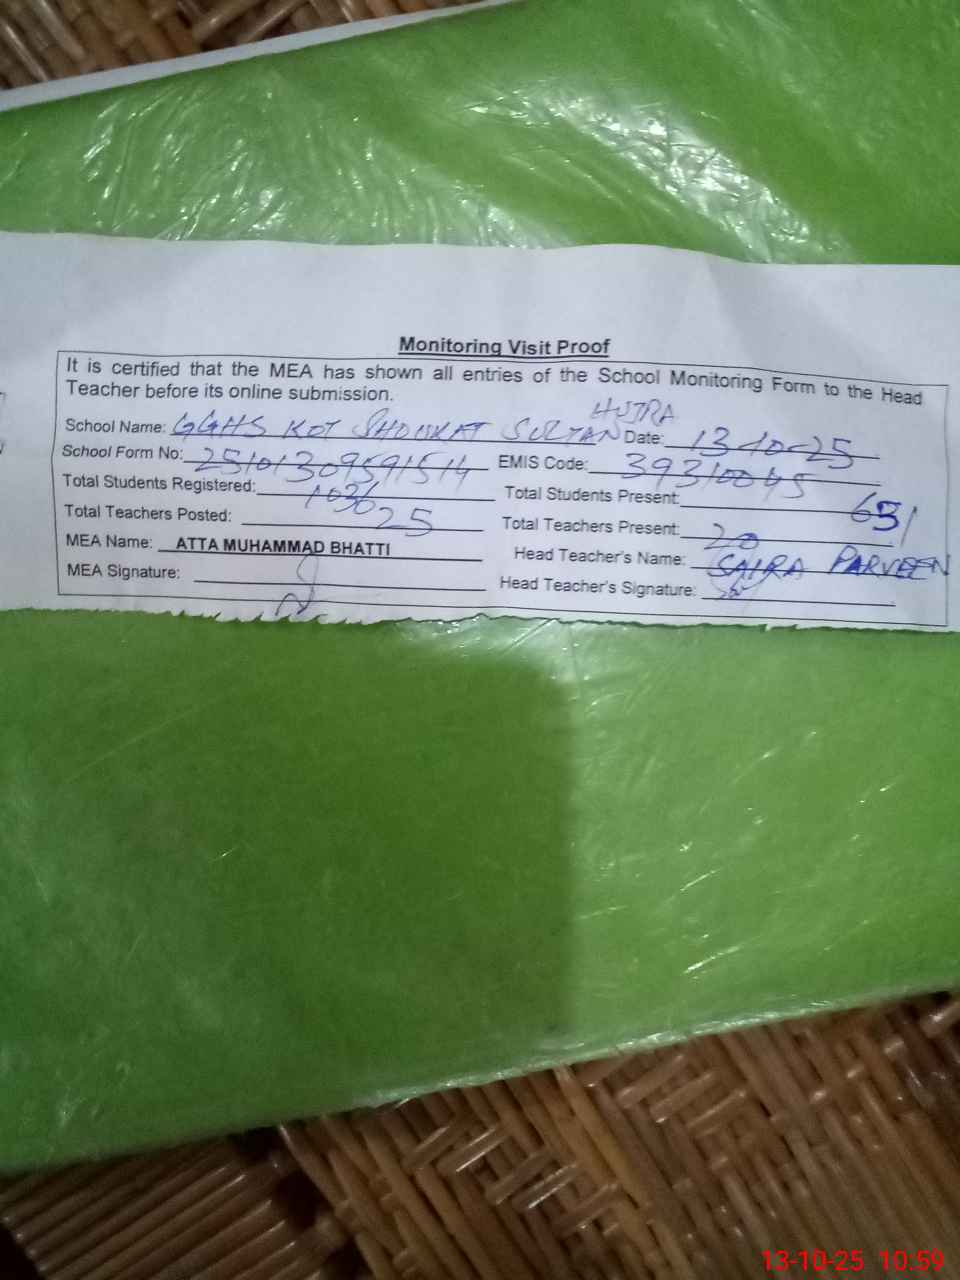 Monitoring Visit Proof
It is certified that the MEA has shown all entries of the School Monitoring Form to the Head
Teacher before its online submission.
HUJRA
School Name: GGHS KOT SHOUKAT SULTAN Date: 13-10-25
School Form No: 25101309591514 EMIS Code: 39310045
Total Students Registered: 1036 Total Students Present: 651
Total Teachers Posted: 25 Total Teachers Present: 20
MEA Name: ATTA MUHAMMAD BHATTI Head Teacher's Name: SAIRA PARVEEN
MEA Signature: Head Teacher's Signature:
13-10-25 10:59